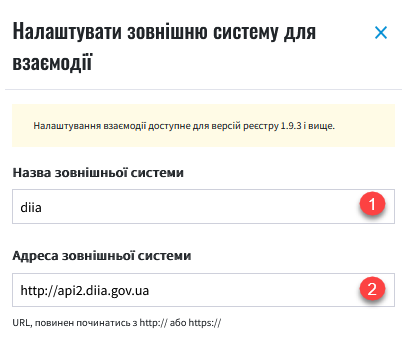 Налаштувати зовнішню систему для
взаємодії
Налаштування взаємодії доступне для версій реєстру 1.9.3 і вище.
Назва зовнішньої системи
diia
1
Адреса зовнішньої системи
http://api2.diia.gov.ua
2
URL, повинен починатись з http:// або https://